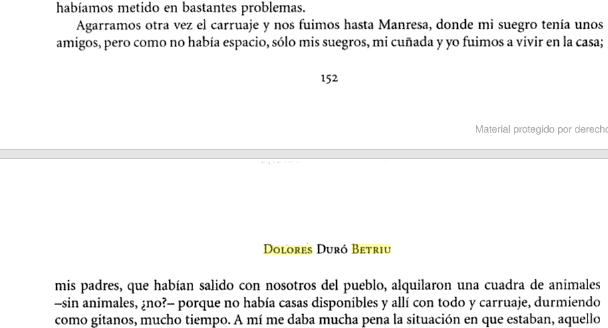 habíamos metido en bastantes problemas.
Agarramos otra vez el carruaje y nos fuimos hasta Manresa, donde mi suegro tenía unos
amigos, pero como no había espacio, sólo mis suegros, mi cuñada y yo fuimos a vivir en la casa;
152
Material protegido por derecho
Dolores Duró Betriu
mis padres, que habían salido con nosotros del pueblo, alquilaron una cuadra de animales
–sin animales, ¿no?– porque no había casas disponibles y allí con todo y carruaje, durmiendo
como gitanos, mucho tiempo. A mí me daba mucha pena la situación en que estaban, aquello